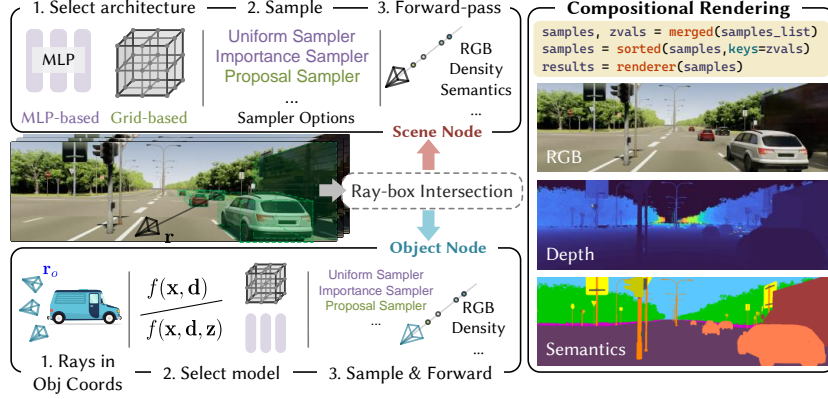 1. Select architecture
2. Sample
3. Forward-pass
MLP
MLP-based
Grid-based
Uniform Sampler
Importance Sampler
Proposal Sampler
...
Sampler Options
RGB
Density
Semantics
...
Scene Node
r
Ray-box Intersection
Object Node
r_o
f(x, d)
f(x, d, z)
Uniform Sampler
Importance Sampler
Proposal Sampler
...
RGB
Density
...
1. Rays in
Obj Coords
2. Select model
3. Sample & Forward
Compositional Rendering
samples, zvals = merged(samples_list)
samples = sorted(samples,keys=zvals)
results = renderer(samples)
RGB
Depth
Semantics